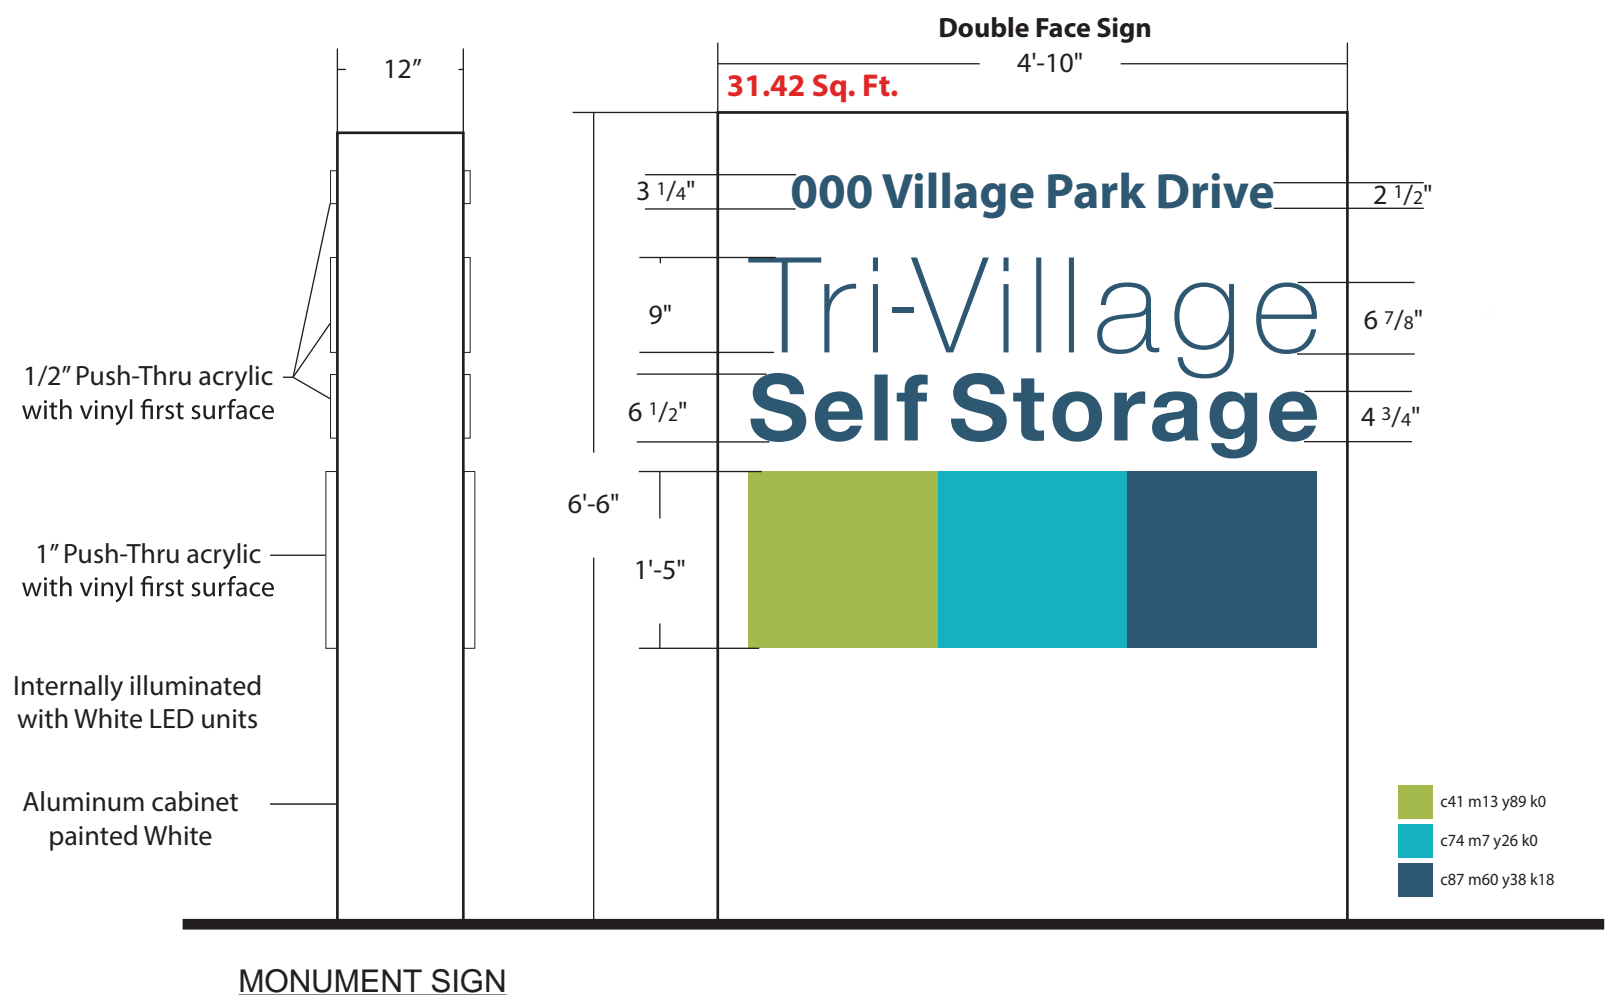 Double Face Sign
12”
4'-10"
31.42 Sq. Ft.
3 1/4"
000 Village Park Drive
2 1/2"
Tri-Village
9"
6 7/8"
1/2” Push-Thru acrylic
with vinyl first surface
Self Storage
6 1/2"
4 3/4"
6'-6"
1” Push-Thru acrylic
with vinyl first surface
1'-5"
Internally illuminated
with White LED units
Aluminum cabinet
painted White
c41 m13 y89 k0
c74 m7 y26 k0
c87 m60 y38 k18
MONUMENT SIGN